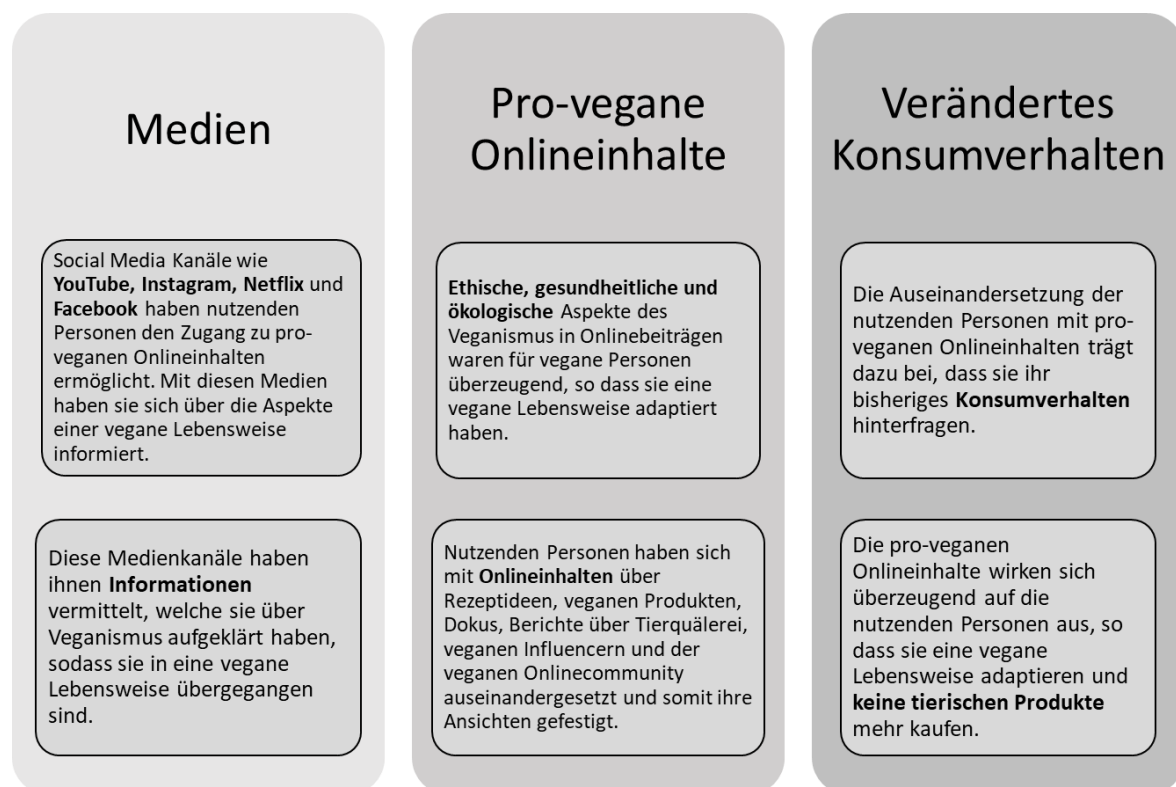 Medien
Social Media Kanäle wie
YouTube, Instagram, Netflix und
Facebook haben nutzenden
Personen den Zugang zu pro-
veganen Onlineinhalten
ermöglicht. Mit diesen Medien
haben sie sich über die Aspekte
einer vegane Lebensweise
informiert.
Diese Medienkanäle haben
ihnen Informationen
vermittelt, welche sie über
Veganismus aufgeklärt haben,
sodass sie in eine vegane
Lebensweise übergegangen
sind.
Pro-vegane
Onlineinhalte
Ethische, gesundheitliche und
ökologische Aspekte des
Veganismus in Onlinebeiträgen
waren für vegane Personen
überzeugend, so dass sie eine
vegane Lebensweise adaptiert
haben.
Nutzenden Personen haben sich
mit Onlineinhalten über
Rezeptideen, veganen Produkten,
Dokus, Berichte über Tierquälerei,
veganen Influencern und der
veganen Onlinecommunity
auseinandergesetzt und somit ihre
Ansichten gefestigt.
Verändertes
Konsumverhalten
Die Auseinandersetzung der
nutzenden Personen mit pro-
veganen Onlineinhalten trägt
dazu bei, dass sie ihr
bisheriges Konsumverhalten
hinterfragen.
Die pro-veganen
Onlineinhalte wirken sich
überzeugend auf die
nutzenden Personen aus, so
dass sie eine vegane
Lebensweise adaptieren und
keine tierischen Produkte
mehr kaufen.